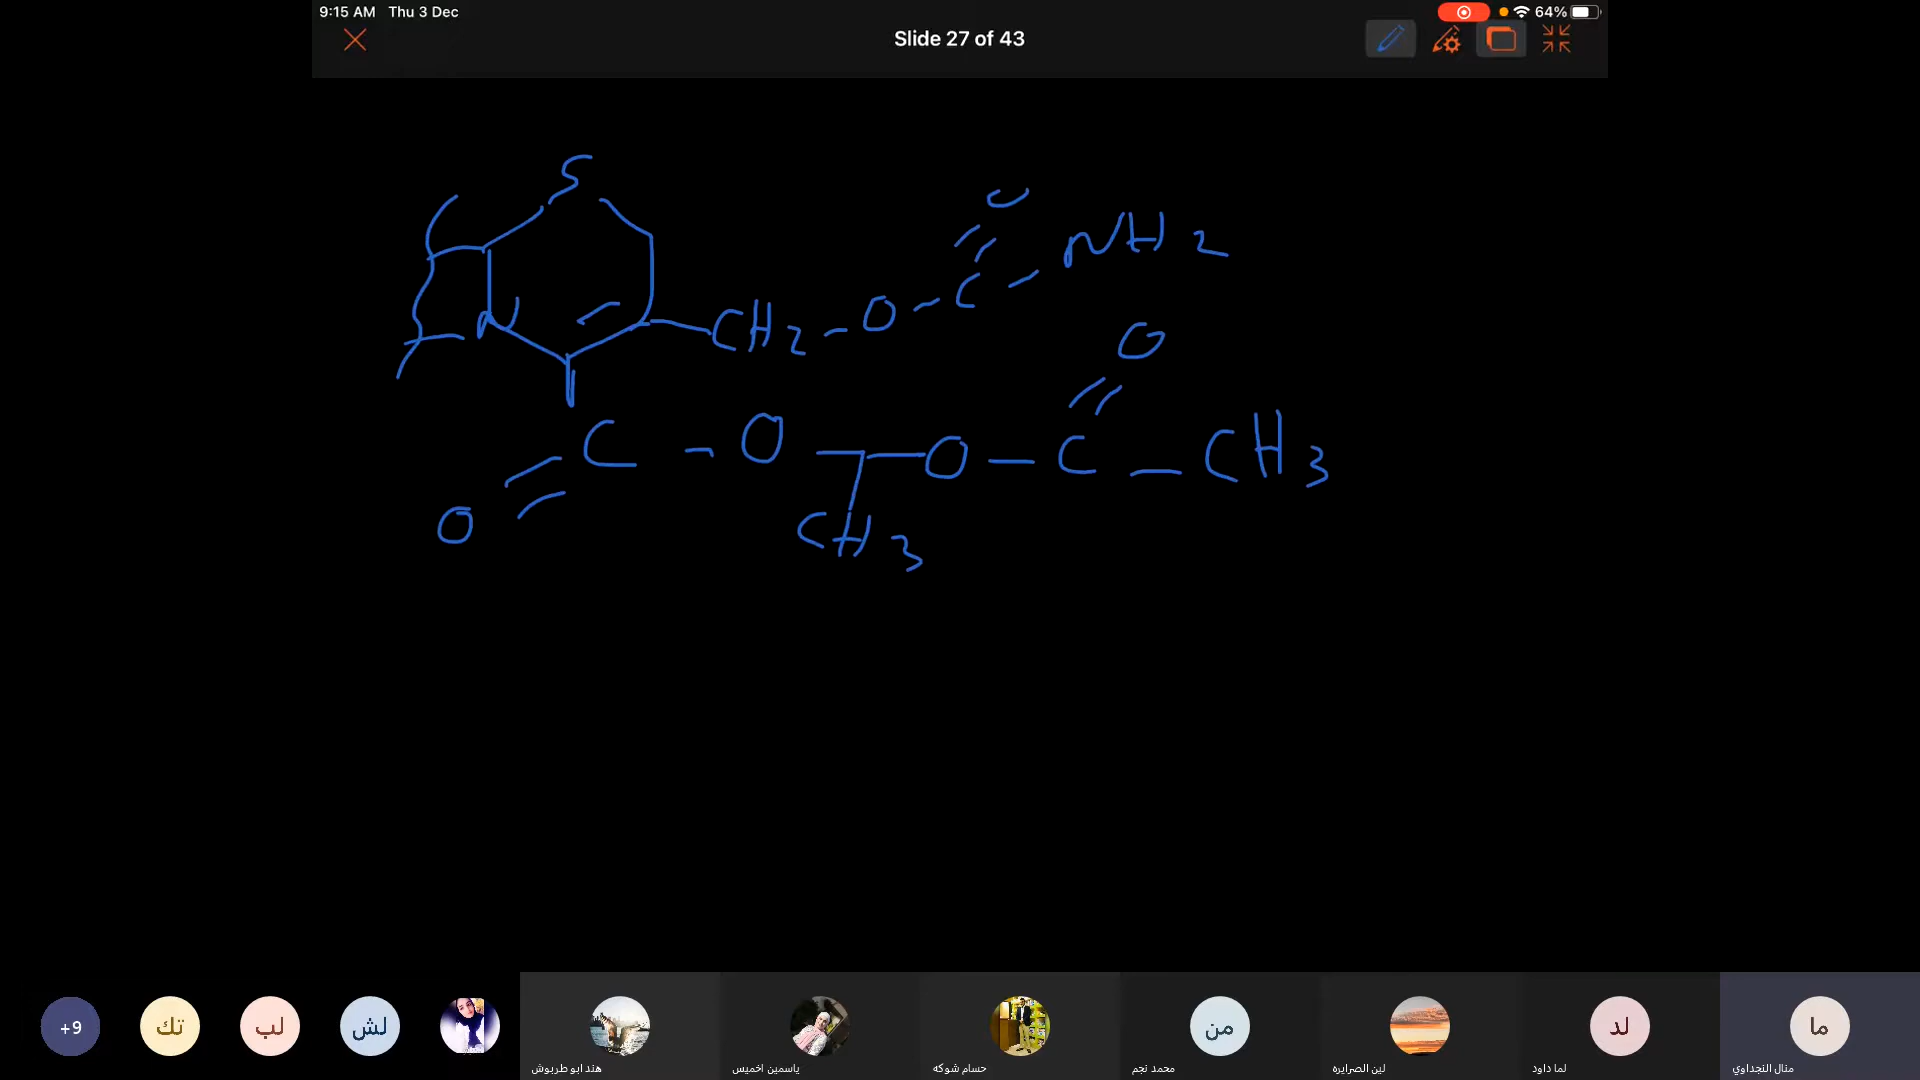 9:15 AM Thu 3 Dec
64%
Slide 27 of 43
S
O
NH2
N
CH2-O-C-
O
C-O
O-C-CH3
O
CH3
+9
تك
لب
لش
من
لد
ما
هند ابو طربوش
ياسمين اخميس
حسام شوكه
محمد نجم
لين الصرايره
لما داود
منال النجداوي